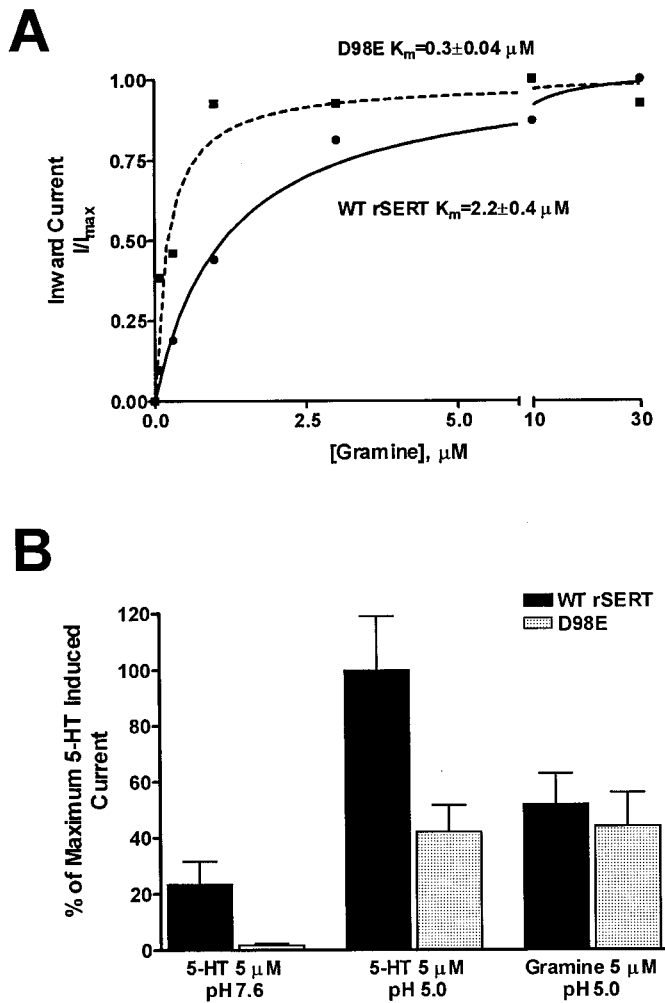 A
D98E Km=0.3±0.04 μM
1.00
0.75
0.50
0.25
0.00
Inward Current
I/Imax
WT rSERT Km=2.2±0.4 μM
0.0
2.5
5.0
10
30
[Gramine], μM
B
WT rSERT
D98E
120
100
80
60
40
20
0
% of Maximum 5-HT Induced
Current
5-HT 5 μM
pH 7.6
5-HT 5 μM
pH 5.0
Gramine 5 μM
pH 5.0